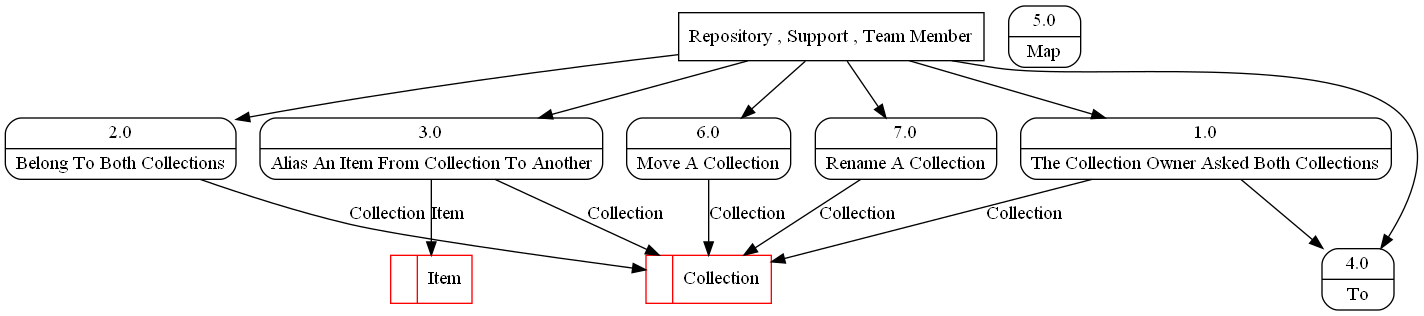 Repository , Support , Team Member
5.0
Map
2.0
Belong To Both Collections
3.0
Alias An Item From Collection To Another
6.0
Move A Collection
7.0
Rename A Collection
1.0
The Collection Owner Asked Both Collections
Collection
Item
Collection
Collection
Collection
Collection
Item
Collection
4.0
To